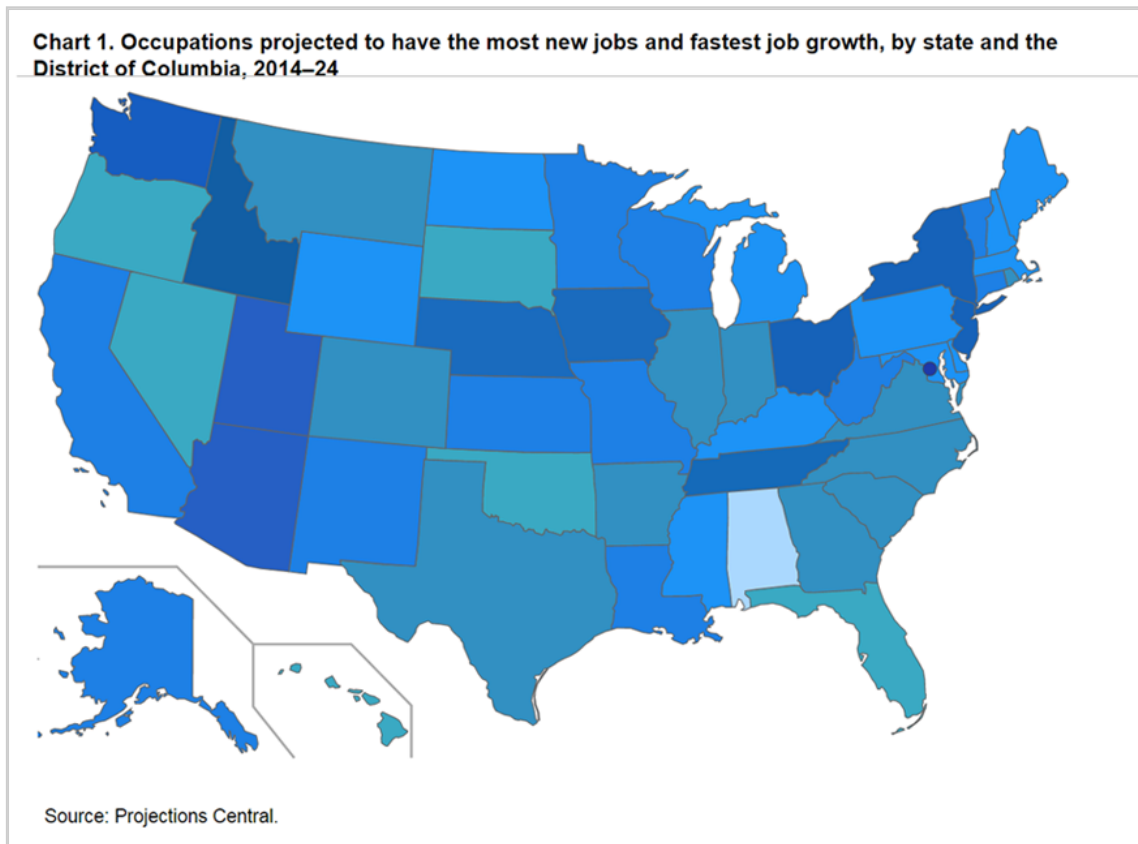 Chart 1. Occupations projected to have the most new jobs and fastest job growth, by state and the
District of Columbia, 2014–24
Source: Projections Central.